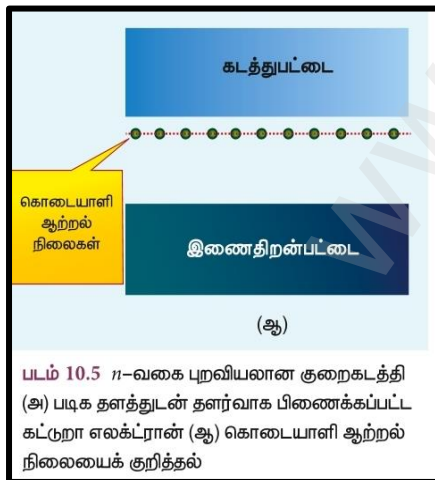 கடத்துபட்டை
கொடையாளி
ஆற்றல்
நிலைகள்
இணைதிறன்பட்டை
(ஆ)
படம் 10.5 n–வகை புறவியலான குறைகடத்தி
(அ) படிக தளத்துடன் தளர்வாக பிணைக்கப்பட்ட
கட்டுறா எலக்ட்ரான் (ஆ) கொடையாளி ஆற்றல்
நிலையைக் குறித்தல்